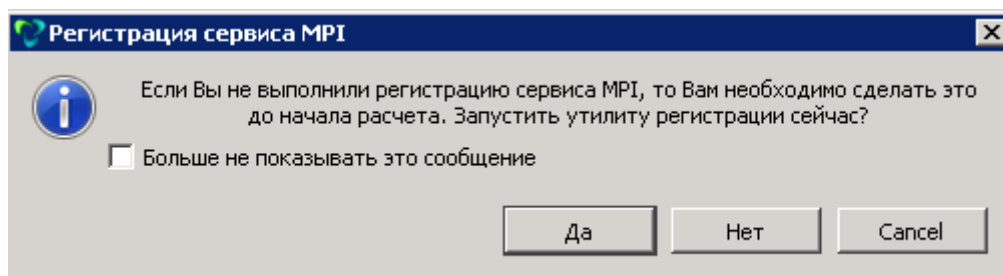 Регистрация сервиса MPI
Если Вы не выполнили регистрацию сервиса MPI, то Вам необходимо сделать это
до начала расчета. Запустить утилиту регистрации сейчас?
Больше не показывать это сообщение
Да Нет Cancel